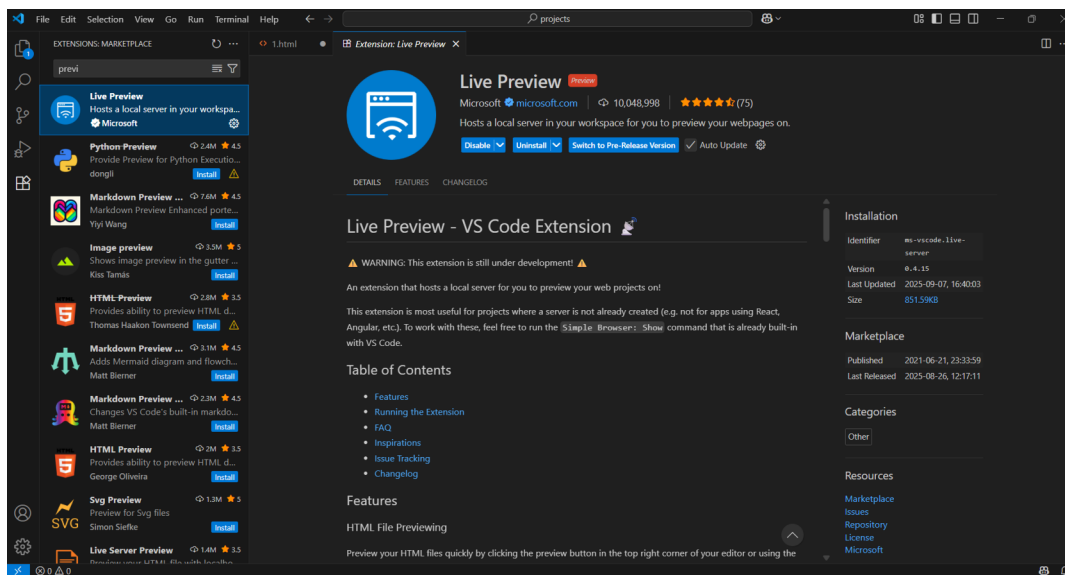 File Edit Selection View Go Run Terminal Help
projects
EXTENSIONS: MARKETPLACE
1.html
Extension: Live Preview
1
previ
Live Preview
Hosts a local server in your workspa...
Microsoft
Python Preview 2.4M 4.5
Provide Preview for Python Executio...
dongli Install
Markdown Preview ... 7.6M 4.5
Markdown Preview Enhanced porte...
Yiyi Wang Install
Image preview 3.5M 5
Shows image preview in the gutter ...
Kiss Tamás Install
HTML Preview 2.8M 3.5
Provides ability to preview HTML d...
Thomas Haakon Townsend Install
Markdown Preview ... 3.1M 4.5
Adds Mermaid diagram and flowch...
Matt Bierner Install
Markdown Preview ... 2.3M 4.5
Changes VS Code's built-in markdo...
Matt Bierner Install
HTML Preview 2M 3.5
Provides ability to preview HTML d...
George Oliveira Install
Svg Preview 1.3M 5
Preview for Svg files
SVG
Simon Siefke Install
Live Server Preview 1.4M 3.5
Preview your HTML file with localho...
Live Preview Preview
Microsoft microsoft.com 10,048,998 (75)
Hosts a local server in your workspace for you to preview your webpages on.
Disable Uninstall Switch to Pre-Release Version Auto Update
DETAILS FEATURES CHANGELOG
Live Preview - VS Code Extension
WARNING: This extension is still under development!
An extension that hosts a local server for you to preview your web projects on!
This extension is most useful for projects where a server is not already created (e.g. not for apps using React,
Angular, etc.). To work with these, feel free to run the Simple Browser: Show command that is already built-in
with VS Code.
Table of Contents
• Features
• Running the Extension
• FAQ
• Inspirations
• Issue Tracking
• Changelog
Features
HTML File Previewing
Preview your HTML files quickly by clicking the preview button in the top right corner of your editor or using the
Installation
Identifier ms-vscode.live-
server
Version 0.4.15
Last Updated 2025-09-07, 16:40:03
Size 851.59KB
Marketplace
Published 2021-06-21, 23:33:59
Last Released 2025-08-26, 12:17:11
Categories
Other
Resources
Marketplace
Issues
Repository
License
Microsoft
0 0